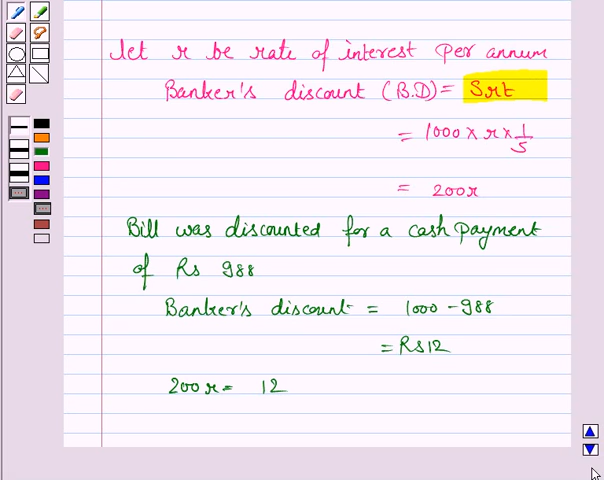 let r be rate of interest per annum
Banker's discount (B.D) = Srt
= 1000 × r × 1/5
= 200r
Bill was discounted for a cash payment
of Rs 988
Banker's discount = 1000 - 988
= Rs 12
200r = 12